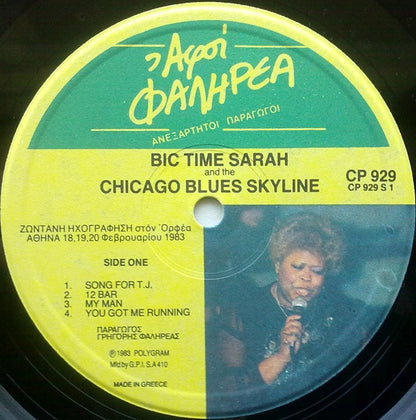 Αφοί
ΦΑΛΗΡΕΑ
ΑΝΕΞΑΡΤΗΤΟΙ ΠΑΡΑΓΩΓΟΙ
BIC TIME SARAH
and the
CHICAGO BLUES SKYLINE
CP 929
CP 929 S 1
ΖΩΝΤΑΝΗ ΗΧΟΓΡΑΦΗΣΗ στόν Ὀρφέα
ΑΘΗΝΑ 18,19,20 Φεβρουαρίου 1983
SIDE ONE
1. SONG FOR T.J.
2. 12 BAR
3. MY MAN
4. YOU GOT ME RUNNING
ΠΑΡΑΓΩΓΟΣ
ΓΡΗΓΟΡΗΣ ΦΑΛΗΡΕΑΣ
℗ 1983 POLYGRAM
Mfd by G.P.I. S.A 410
MADE IN GREECE